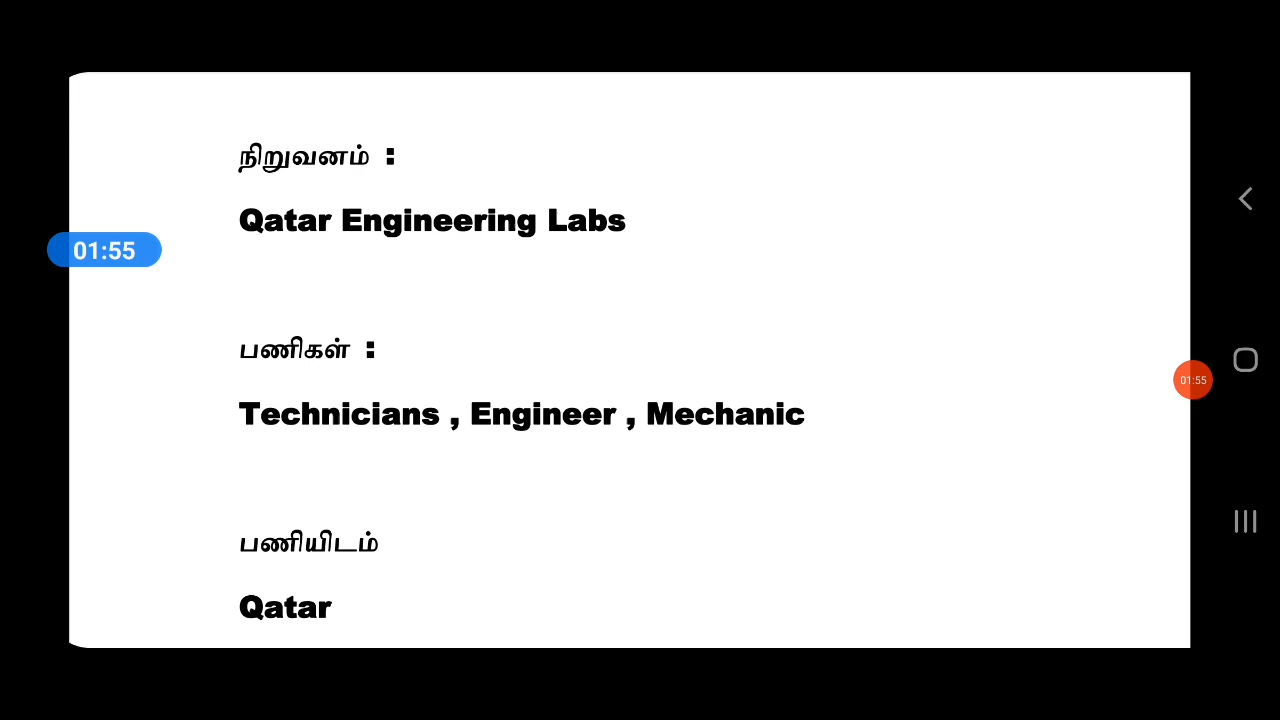 நிறுவனம் :
Qatar Engineering Labs
01:55
பணிகள் :
01:55
Technicians , Engineer , Mechanic
பணியிடம்
Qatar